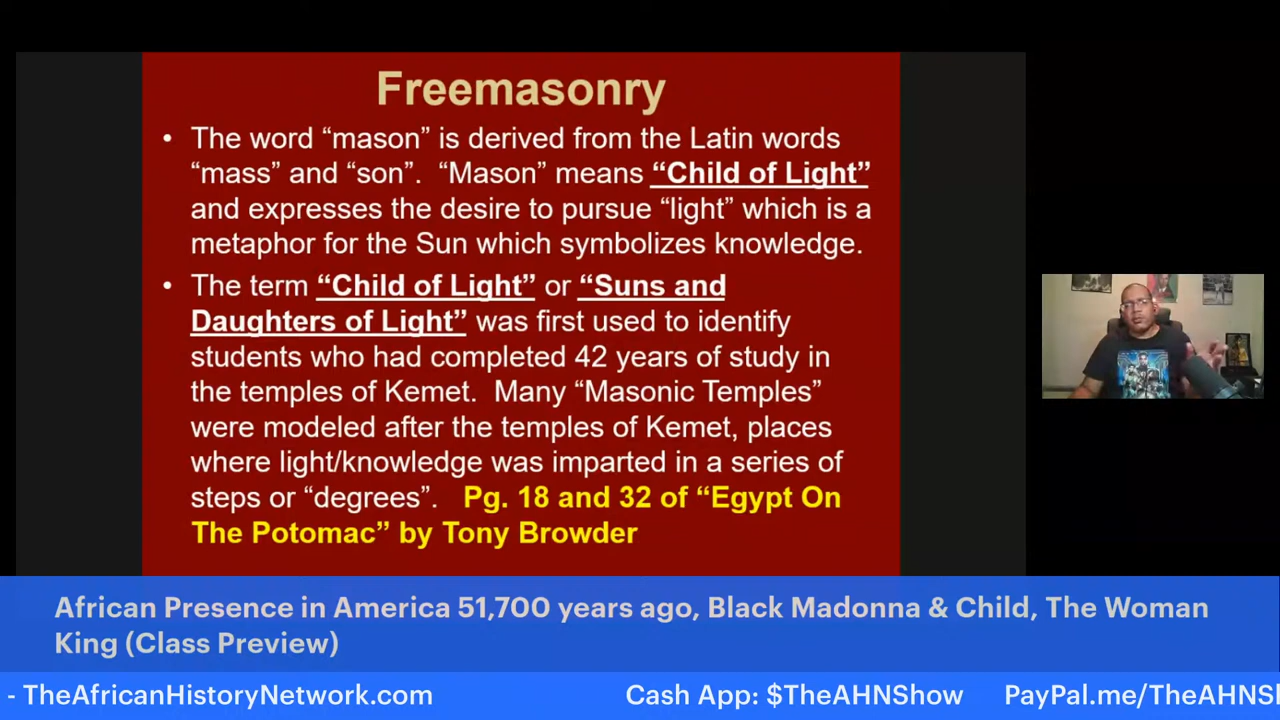 Freemasonry
• The word “mason” is derived from the Latin words
“mass” and “son”. “Mason” means “Child of Light”
and expresses the desire to pursue “light” which is a
metaphor for the Sun which symbolizes knowledge.
• The term “Child of Light” or “Suns and
Daughters of Light” was first used to identify
students who had completed 42 years of study in
the temples of Kemet. Many “Masonic Temples”
were modeled after the temples of Kemet, places
where light/knowledge was imparted in a series of
steps or “degrees”. Pg. 18 and 32 of “Egypt On
The Potomac” by Tony Browder
African Presence in America 51,700 years ago, Black Madonna & Child, The Woman
King (Class Preview)
- TheAfricanHistoryNetwork.com Cash App: $TheAHNShow PayPal.me/TheAHNSh